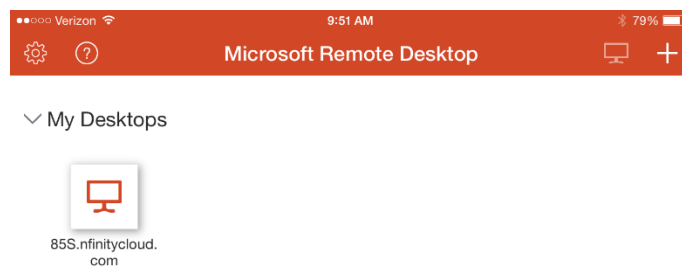 Verizon 9:51 AM 79%
? Microsoft Remote Desktop +
My Desktops
85S.nfinitycloud.
com